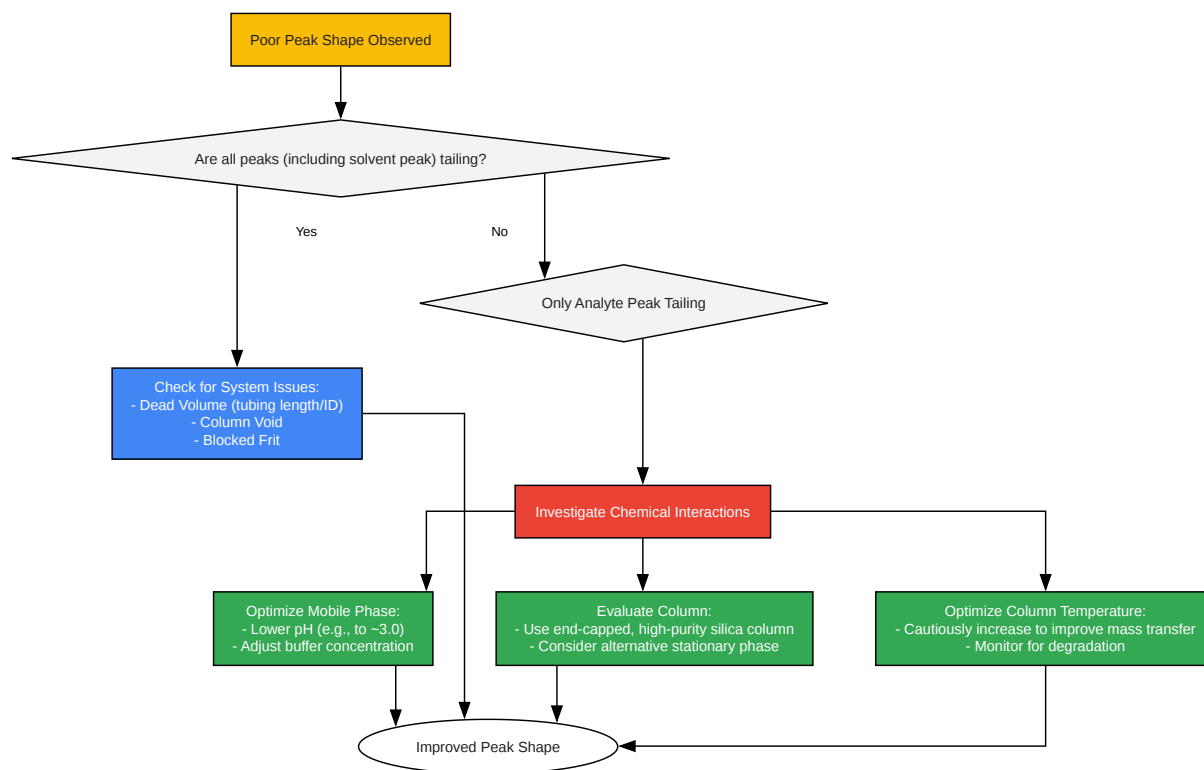 Poor Peak Shape Observed
Are all peaks (including solvent peak) tailing?
Yes
No
Only Analyte Peak Tailing
Check for System Issues:
- Dead Volume (tubing length/ID)
- Column Void
- Blocked Frit
Investigate Chemical Interactions
Optimize Mobile Phase:
- Lower pH (e.g., to ~3.0)
- Adjust buffer concentration
Evaluate Column:
- Use end-capped, high-purity silica column
- Consider alternative stationary phase
Optimize Column Temperature:
- Cautiously increase to improve mass transfer
- Monitor for degradation
Improved Peak Shape